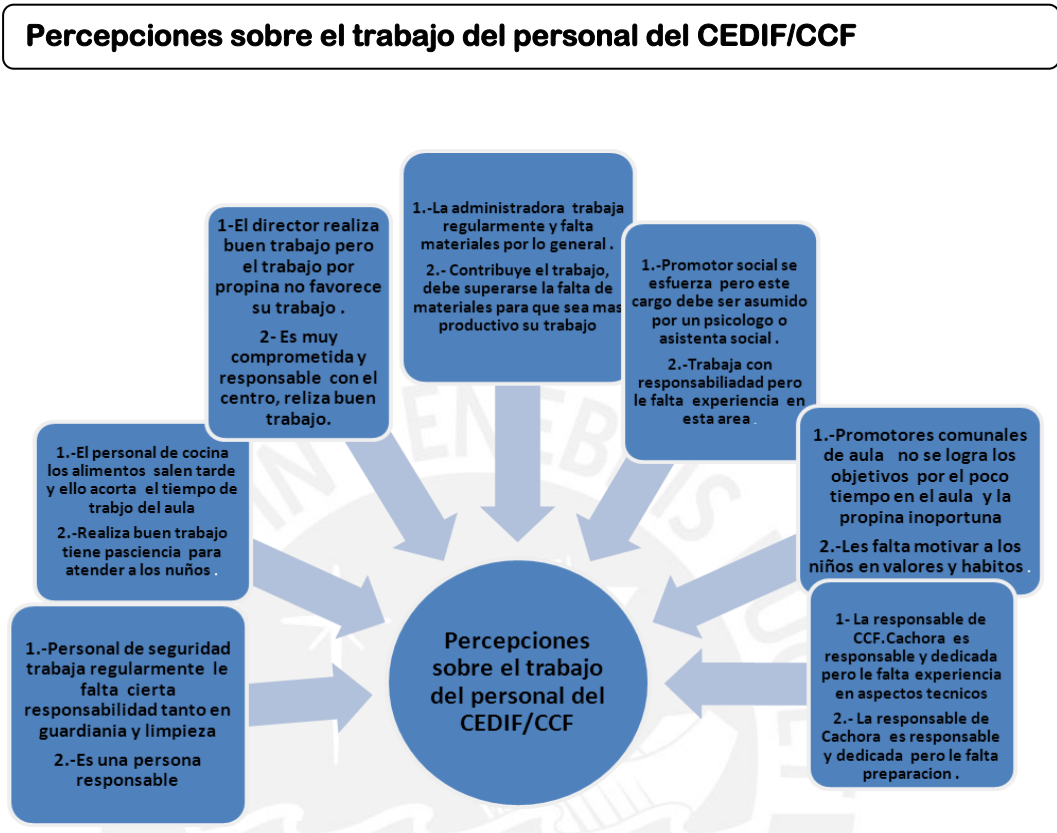 Percepciones sobre el trabajo del personal del CEDIF/CCF
1.-La administradora trabaja
regularmente y falta
materiales por lo general .
2.- Contribuye el trabajo,
debe superarse la falta de
materiales para que sea mas
productivo su trabajo
1-El director realiza
buen trabajo pero
el trabajo por
propina no favorece
su trabajo .
2- Es muy
comprometida y
responsable con el
centro, reliza buen
trabajo.
1.-Promotor social se
esfuerza pero este
cargo debe ser asumido
por un psicologo o
asistenta social .
2.-Trabaja con
responsabiliadad pero
le falta experiencia en
esta area .
1.-El personal de cocina
los alimentos salen tarde
y ello acorta el tiempo de
trabjo del aula
2.-Realiza buen trabajo
tiene pasciencia para
atender a los nuños .
1.-Promotores comunales
de aula no se logra los
objetivos por el poco
tiempo en el aula y la
propina inoportuna
2.-Les falta motivar a los
niños en valores y habitos .
1.-Personal de seguridad
trabaja regularmente le
falta cierta
responsabilidad tanto en
guardiania y limpieza
2.-Es una persona
responsable
1- La responsable de
CCF.Cachora es
responsable y dedicada
pero le falta experiencia
en aspectos tecnicos
2.- La responsable de
Cachora es responsable
y dedicada pero le falta
preparacion .
Percepciones
sobre el trabajo
del personal del
CEDIF/CCF
IN TENEBRIS